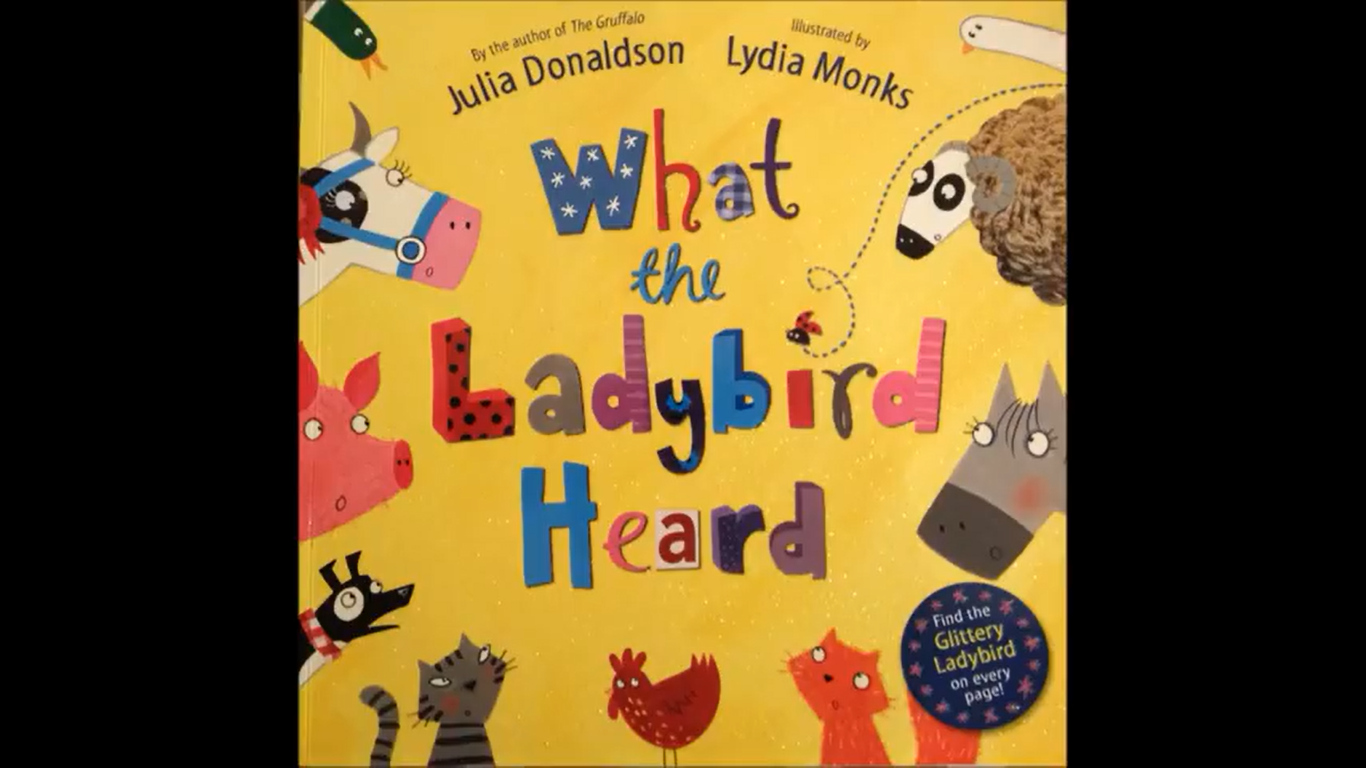 By the author of The Gruffalo
Julia Donaldson
Illustrated by
Lydia Monks
What
the
Ladybird
Heard
Find the
Glittery
Ladybird
on every
page!